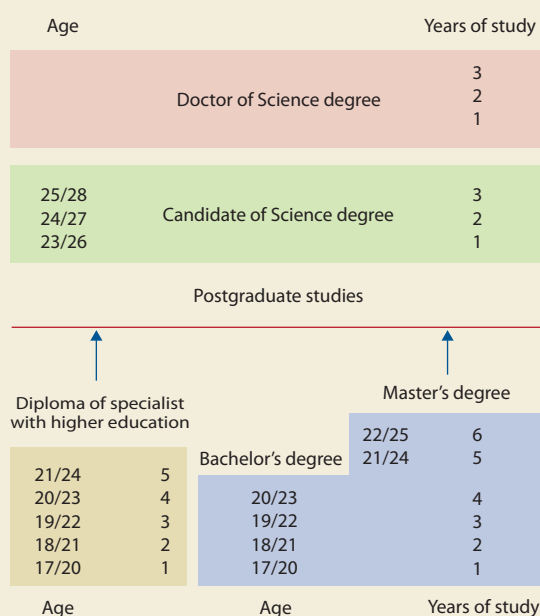 Age Years of study
3
Doctor of Science degree 2
1
25/28 3
24/27 Candidate of Science degree 2
23/26 1
Postgraduate studies
Master's degree
Diploma of specialist
with higher education
22/25 6
Bachelor's degree 21/24 5
21/24 5
20/23 4 20/23 4
19/22 3 19/22 3
18/21 2 18/21 2
17/20 1 17/20 1
Age Age Years of study